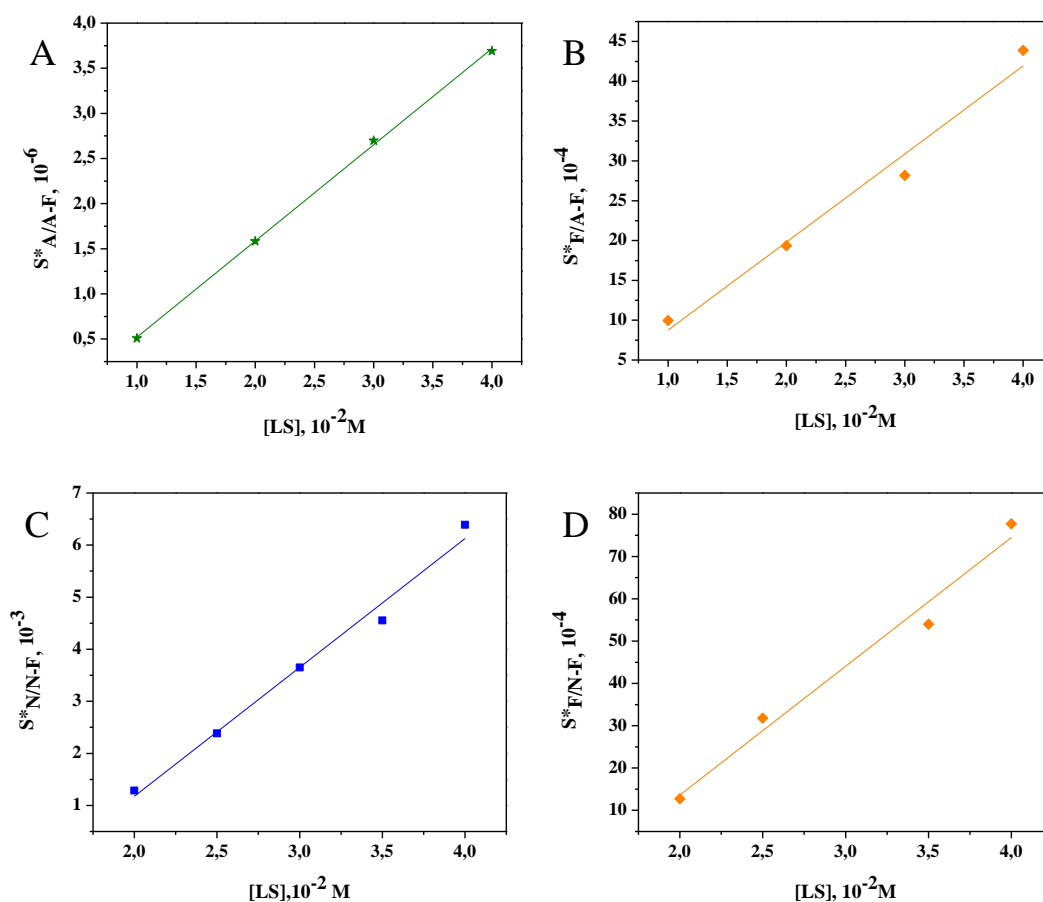 A
S*A/A-F, 10-6
4,0
3,5
3,0
2,5
2,0
1,5
1,0
0,5
1,0 1,5 2,0 2,5 3,0 3,5 4,0
[LS], 10-2M
B
S*F/A-F, 10-4
45
40
35
30
25
20
15
10
5
1,0 1,5 2,0 2,5 3,0 3,5 4,0
[LS], 10-2M
C
S*N/N-F, 10-3
7
6
5
4
3
2
1
2,0 2,5 3,0 3,5 4,0
[LS],10-2 M
D
S*F/N-F, 10-4
80
70
60
50
40
30
20
10
2,0 2,5 3,0 3,5 4,0
[LS], 10-2M